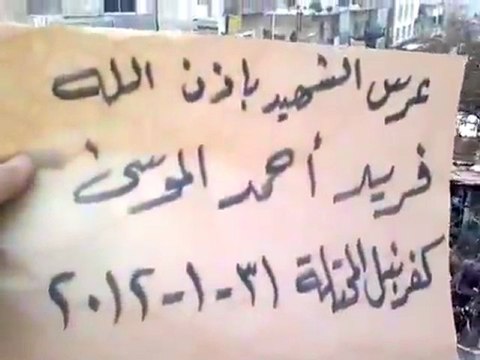 عرس الشهيد باذن الله
فريد أحمد الموسى
كفرنبل المحتلة ٣١-١-٢٠١٢